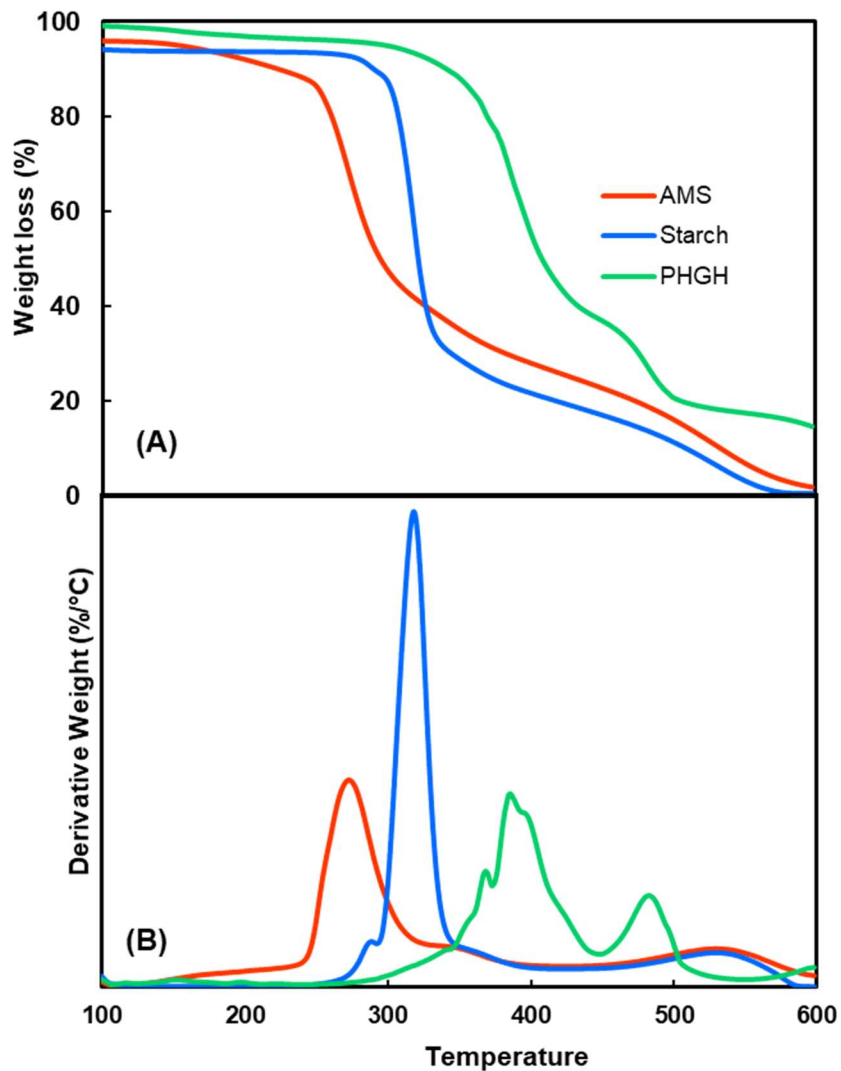 100
80
60
40
20
0
Weight loss (%)
AMS
Starch
PHGH
(A)
Derivative Weight (%/°C)
(B)
100 200 300 400 500 600
Temperature